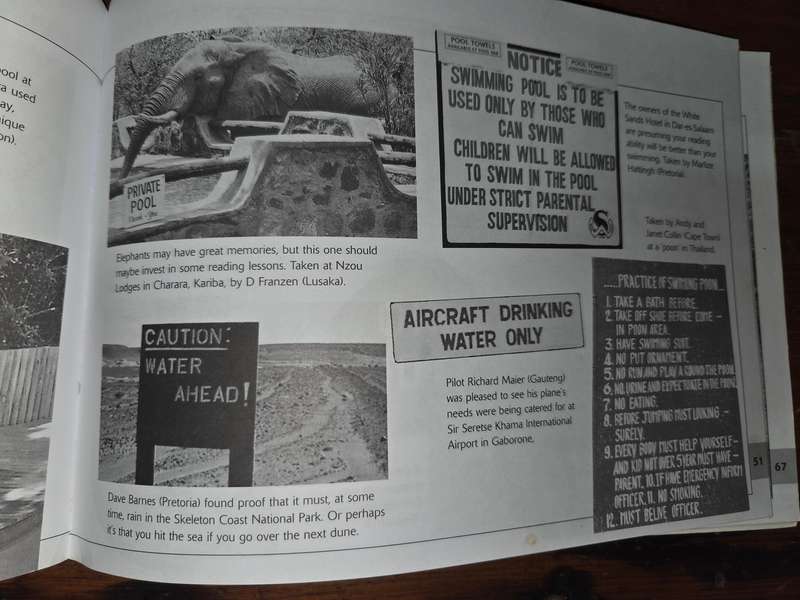 ool at
a used
ay,
nique
on).
PRIVATE
POOL
Elephants may have great memories, but this one should
maybe invest in some reading lessons. Taken at Nzou
Lodges in Charara, Kariba, by D Franzen (Lusaka).
CAUTION:
WATER
AHEAD!
Dave Barnes (Pretoria) found proof that it must, at some
time, rain in the Skeleton Coast National Park. Or perhaps
it's that you hit the sea if you go over the next dune.
POOL TOWELS
AVAILABLE AT POOL BAR
POOL TOWELS
AVAILABLE AT POOL BAR
NOTICE
SWIMMING POOL IS TO BE
USED ONLY BY THOSE WHO
CAN SWIM
CHILDREN WILL BE ALLOWED
TO SWIM IN THE POOL
UNDER STRICT PARENTAL
SUPERVISION
The owners of the White
Sands Hotel in Dar es Salaam
are presuming your reading
ability will be better than your
swimming. Taken by Marlize
Hattingh (Pretoria).
AIRCRAFT DRINKING
WATER ONLY
Pilot Richard Maier (Gauteng)
was pleased to see his plane's
needs were being catered for at
Sir Seretse Khama International
Airport in Gaborone.
Taken by Andy and
Janet Collin (Cape Town)
at a 'poon' in Thailand.
.....PRACTICE OF SWIMING POON....
1. TAKE A BATH BEFORE.
2. TAKE OFF SHOE BEFORE COME -
IN POON AREA.
3. HAVE SWIMING SUIT.
4. NO PUT ORNAMENT.
5. NO RUN AND PLAY A ROUND THE POON.
6. NO. URINE AND EXPECTORATE IN THE POON.
7. NO EATING.
8. BEFORE JUMPING MUST LOOKING.-
SURELY.
9. EVERY BODY MUST HELP YOURSELF-
AND KID NOT OVER 5 YEAR MUST HAVE-
PARENT. 10. IF HAVE EMERGENCY INFROM
OFFICER. 11. NO SMOKING.
12. MUST BELIVE OFFICER.
51
67